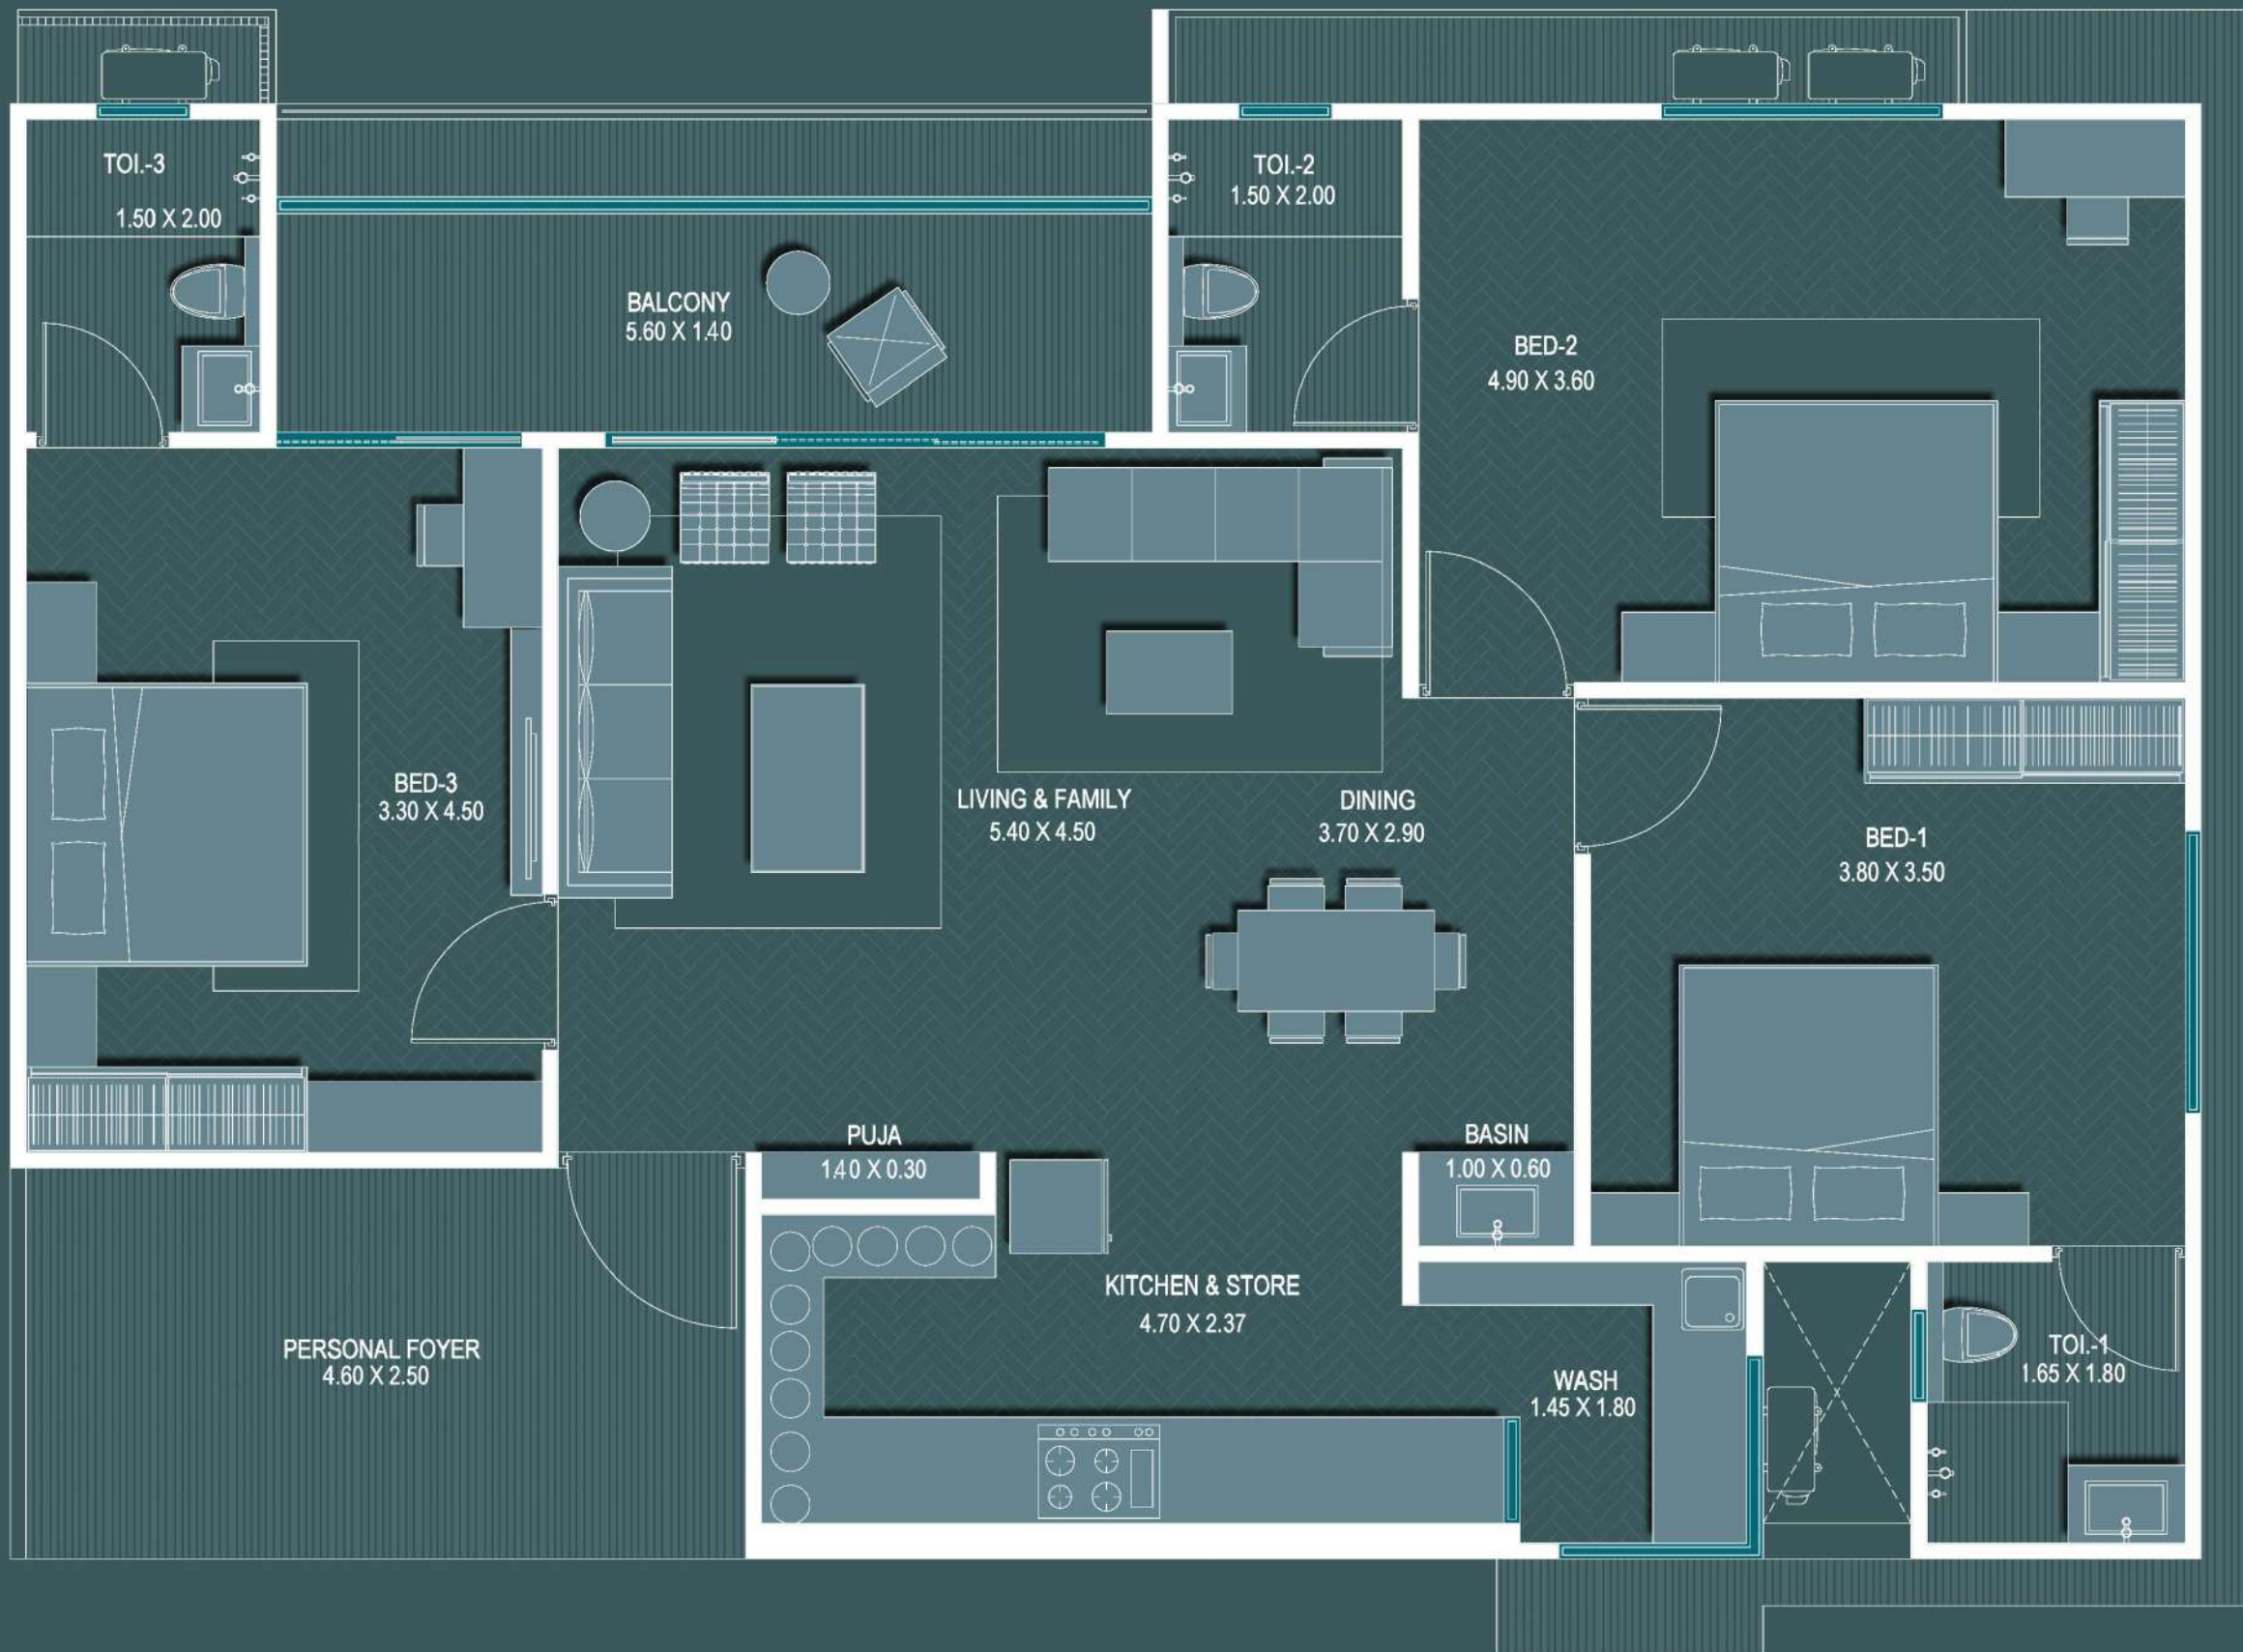 TOI.-3
1.50 X 2.00
TOI.-2
1.50 X 2.00
BALCONY
5.60 X 1.40
BED-2
4.90 X 3.60
BED-3
3.30 X 4.50
LIVING & FAMILY
5.40 X 4.50
DINING
3.70 X 2.90
BED-1
3.80 X 3.50
PUJA
1.40 X 0.30
BASIN
1.00 X 0.60
KITCHEN & STORE
4.70 X 2.37
PERSONAL FOYER
4.60 X 2.50
WASH
1.45 X 1.80
TOI.-1
1.65 X 1.80